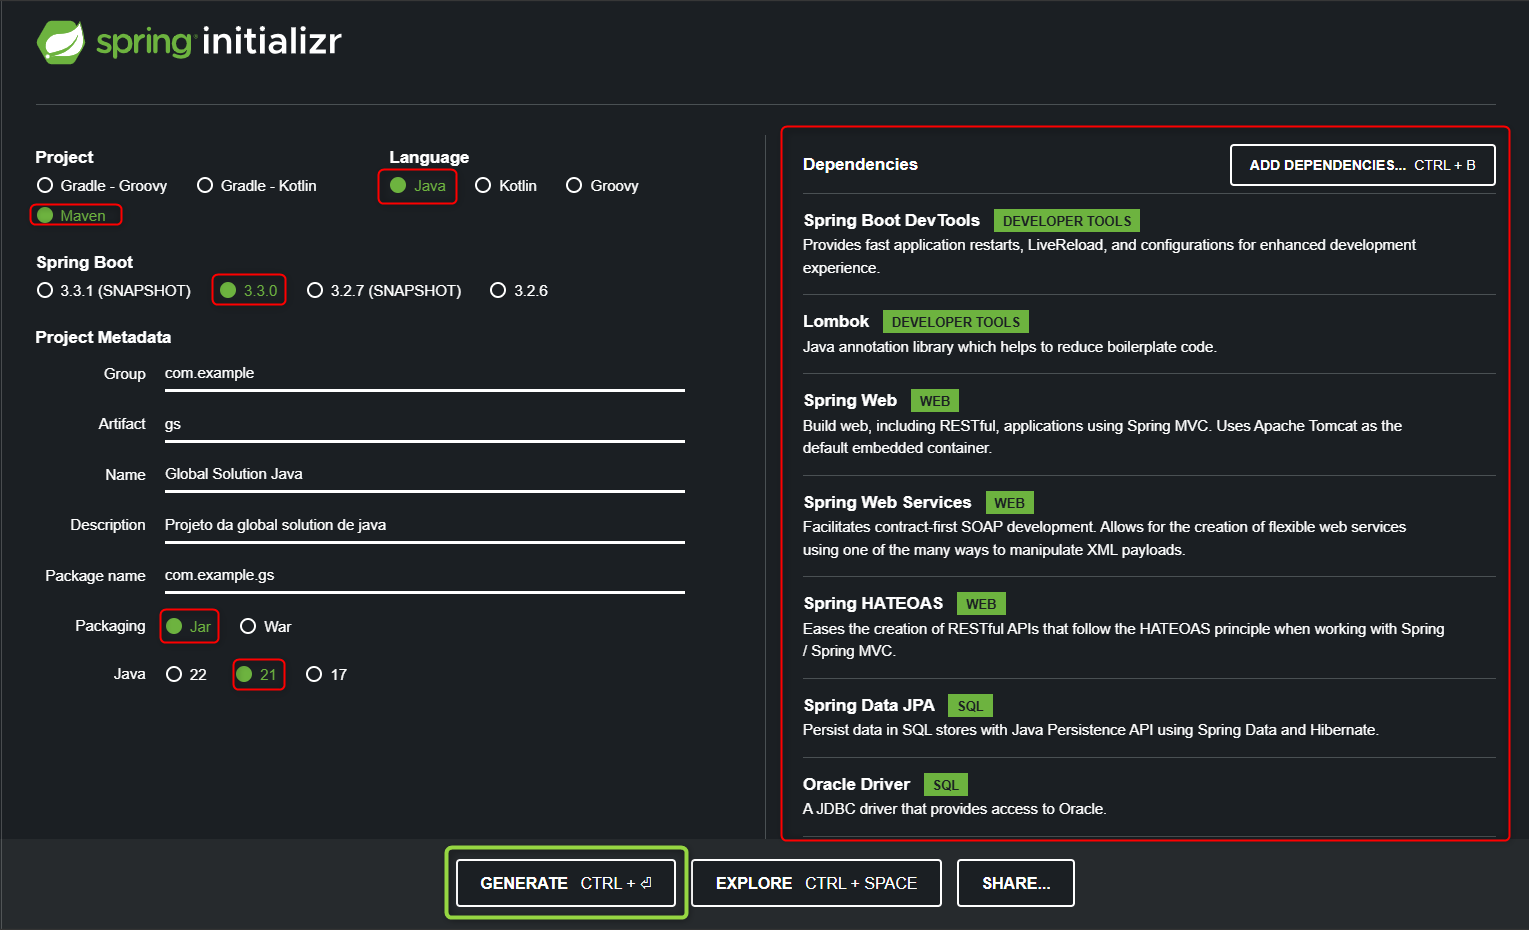 spring initializr
Project
Gradle - Groovy Gradle - Kotlin
Maven
Language
Java Kotlin Groovy
Spring Boot
3.3.1 (SNAPSHOT) 3.3.0 3.2.7 (SNAPSHOT) 3.2.6
Project Metadata
Group com.example
Artifact gs
Name Global Solution Java
Description Projeto da global solution de java
Package name com.example.gs
Packaging Jar War
Java 22 21 17
Dependencies ADD DEPENDENCIES... CTRL + B
Spring Boot DevTools DEVELOPER TOOLS
Provides fast application restarts, LiveReload, and configurations for enhanced development
experience.
Lombok DEVELOPER TOOLS
Java annotation library which helps to reduce boilerplate code.
Spring Web WEB
Build web, including RESTful, applications using Spring MVC. Uses Apache Tomcat as the
default embedded container.
Spring Web Services WEB
Facilitates contract-first SOAP development. Allows for the creation of flexible web services
using one of the many ways to manipulate XML payloads.
Spring HATEOAS WEB
Eases the creation of RESTful APIs that follow the HATEOAS principle when working with Spring
/ Spring MVC.
Spring Data JPA SQL
Persist data in SQL stores with Java Persistence API using Spring Data and Hibernate.
Oracle Driver SQL
A JDBC driver that provides access to Oracle.
GENERATE CTRL + ⏎ EXPLORE CTRL + SPACE SHARE...